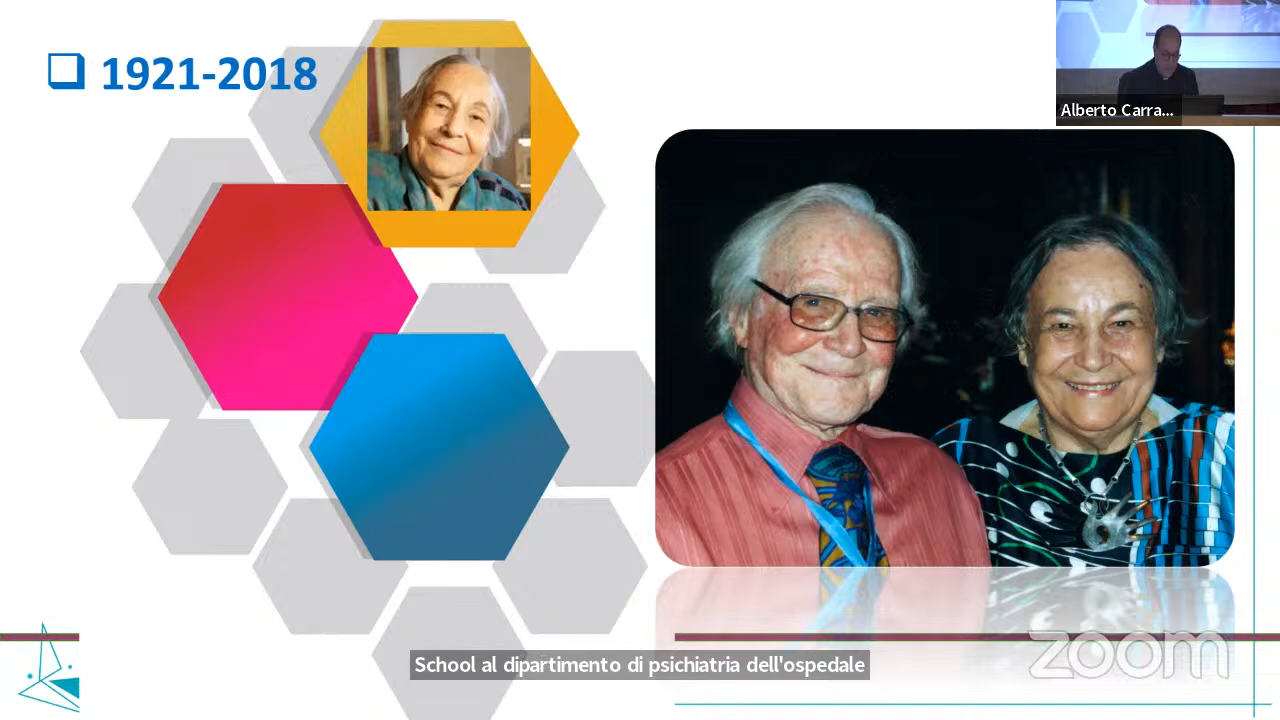 1921-2018
Alberto Carra...
School al dipartimento di psichiatria dell'ospedale
zoom